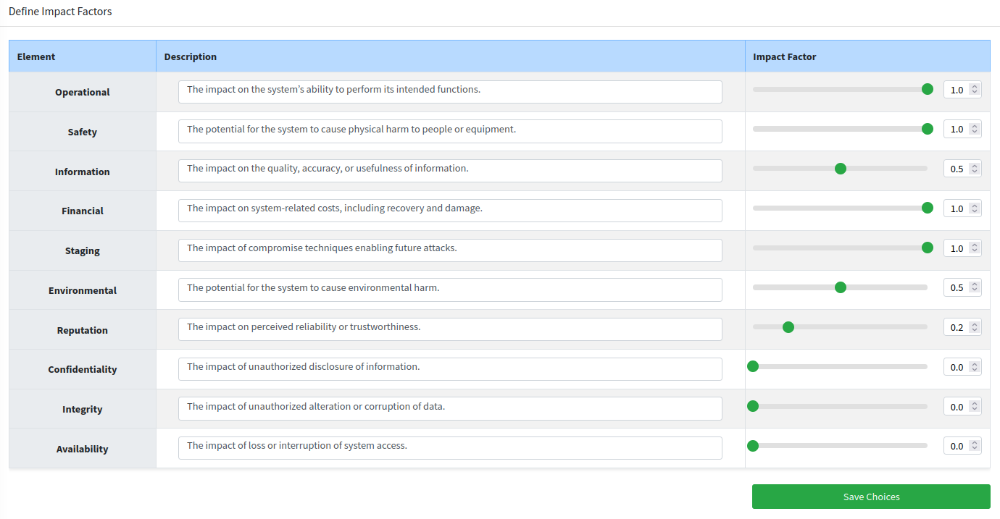 Define Impact Factors
Element Description Impact Factor
Operational The impact on the system's ability to perform its intended functions. 1.0
Safety The potential for the system to cause physical harm to people or equipment. 1.0
Information The impact on the quality, accuracy, or usefulness of information. 0.5
Financial The impact on system-related costs, including recovery and damage. 1.0
Staging The impact of compromise techniques enabling future attacks. 1.0
Environmental The potential for the system to cause environmental harm. 0.5
Reputation The impact on perceived reliability or trustworthiness. 0.2
Confidentiality The impact of unauthorized disclosure of information. 0.0
Integrity The impact of unauthorized alteration or corruption of data. 0.0
Availability The impact of loss or interruption of system access. 0.0
Save Choices